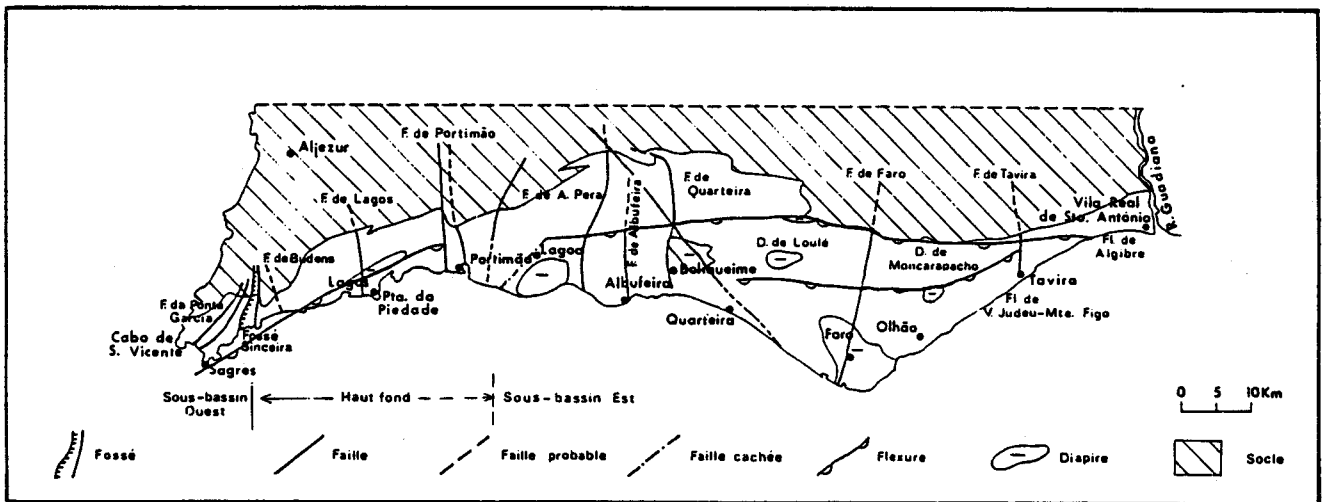 F. de Portimão
Aljezur
F. de Lagos
F. de A. Pera
F. de
Quarteira
F. de Albufeira
F. de Faro
F. de Tavira
Vila Real
de Sto. António
R. Guadiana
F. de Budens
Lagos
Portimão
Lagoa
D. de Loulé
D. de
Moncarapacho
Fl. de
Algibre
F. da Ponte
Garcia
Pta. da
Piedade
Albufeira
Boliqueime
Tavira
Fl. de
V. Judeu-Mte. Figo
Cabo de
S. Vicente
Fossé
Sinceira
Sagres
Quarteira
Faro
Olhão
Sous-bassin
Ouest
Haut fond
Sous-bassin Est
0 5 10Km
Fossé
Faille
Faille probable
Faille cachée
Flexure
Diapire
Socle